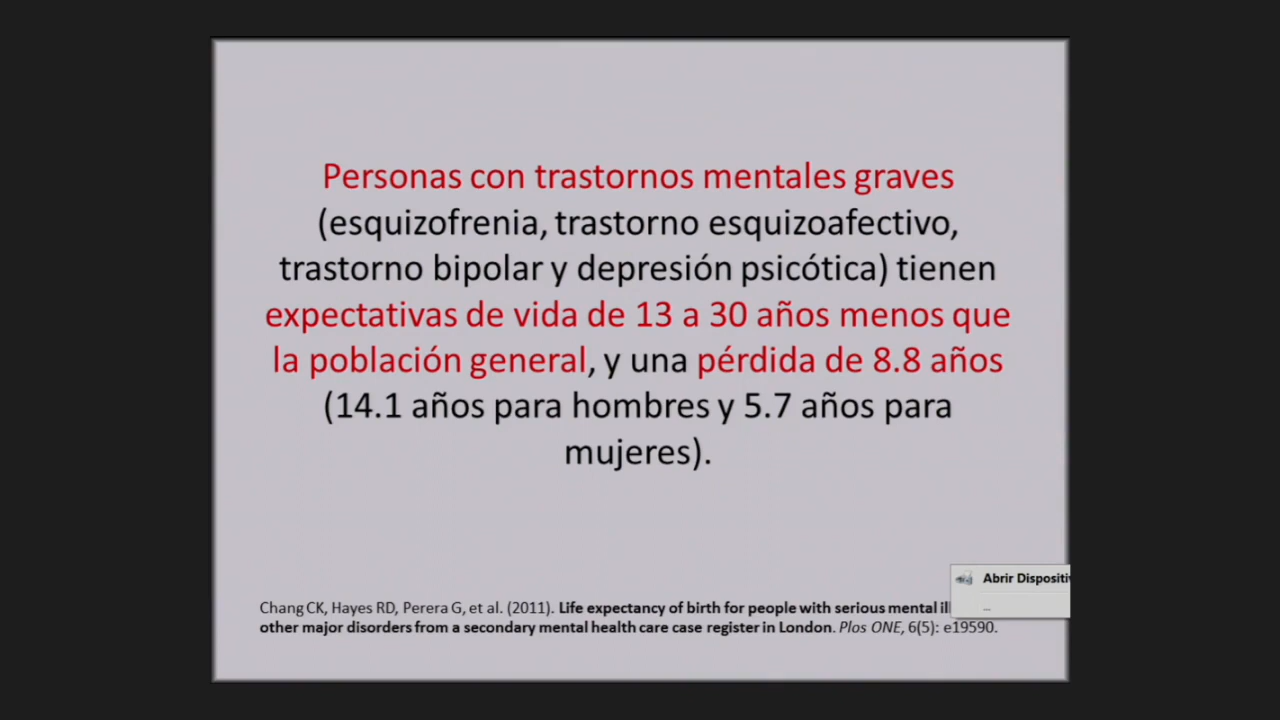 Personas con trastornos mentales graves
(esquizofrenia, trastorno esquizoafectivo,
trastorno bipolar y depresión psicótica) tienen
expectativas de vida de 13 a 30 años menos que
la población general, y una pérdida de 8.8 años
(14.1 años para hombres y 5.7 años para
mujeres).
Abrir Dispositiv
...
Chang CK, Hayes RD, Perera G, et al. (2011). Life expectancy of birth for people with serious mental ill
other major disorders from a secondary mental health care case register in London. Plos ONE, 6(5): e19590.